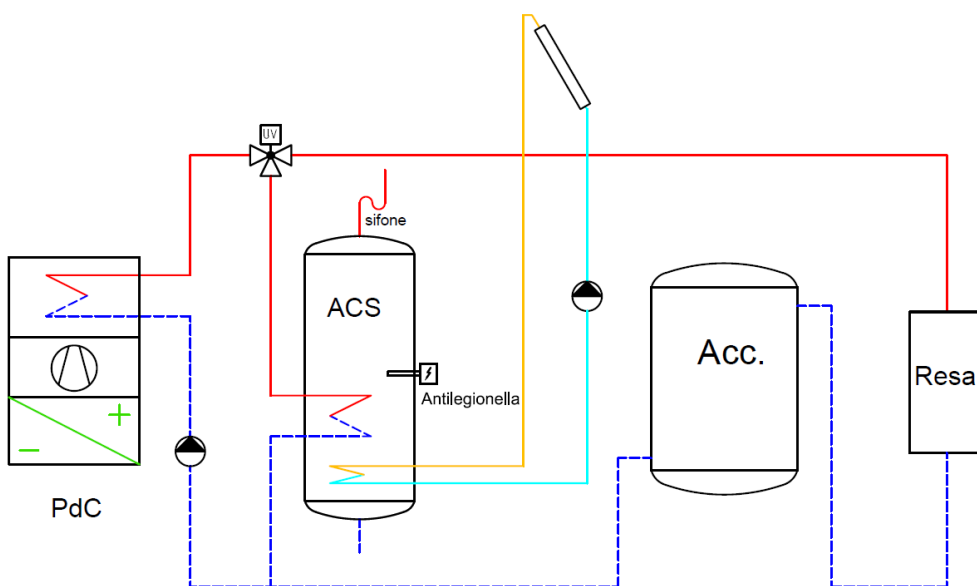 UV
sifone
ACS
Antilegionella
Acc.
Resa
+
-
PdC